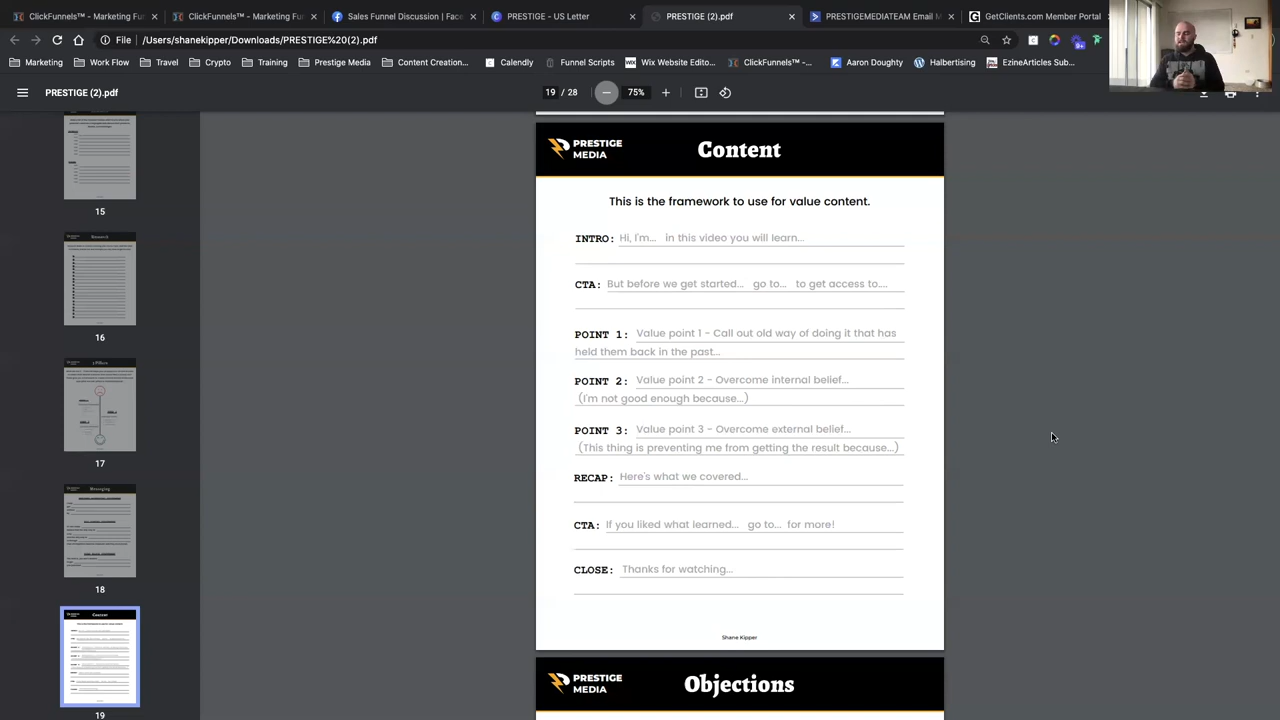 ClickFunnels™ - Marketing Fun
ClickFunnels™ - Marketing Fun
Sales Funnel Discussion | Face
PRESTIGE - US Letter
PRESTIGE (2).pdf
PRESTIGEMEDIATEAM Email M
GetClients.com Member Portal
File
/Users/shanekipper/Downloads/PRESTIGE%20(2).pdf
9+
Marketing
Work Flow
Travel
Crypto
Training
Prestige Media
Content Creation...
Calendly
Funnel Scripts
WIX Wix Website Edito...
ClickFunnels™ –...
Aaron Doughty
Halbertising
EzineArticles Sub...
PRESTIGE (2).pdf
19 / 28
75%
15
Research
16
17
Messaging
18
Content
19
PRESTIGE
MEDIA
Content
This is the framework to use for value content.
INTRO: Hi, I'm... in this video you will learn...
CTA: But before we get started... go to... to get access to....
POINT 1: Value point 1 - Call out old way of doing it that has
held them back in the past...
POINT 2: Value point 2 - Overcome internal belief...
(I'm not good enough because...)
POINT 3: Value point 3 - Overcome external belief...
(This thing is preventing me from getting the result because...)
RECAP: Here's what we covered...
CTA: If you liked what learned... go to... for more!
CLOSE: Thanks for watching...
Shane Kipper
PRESTIGE
MEDIA
Objections